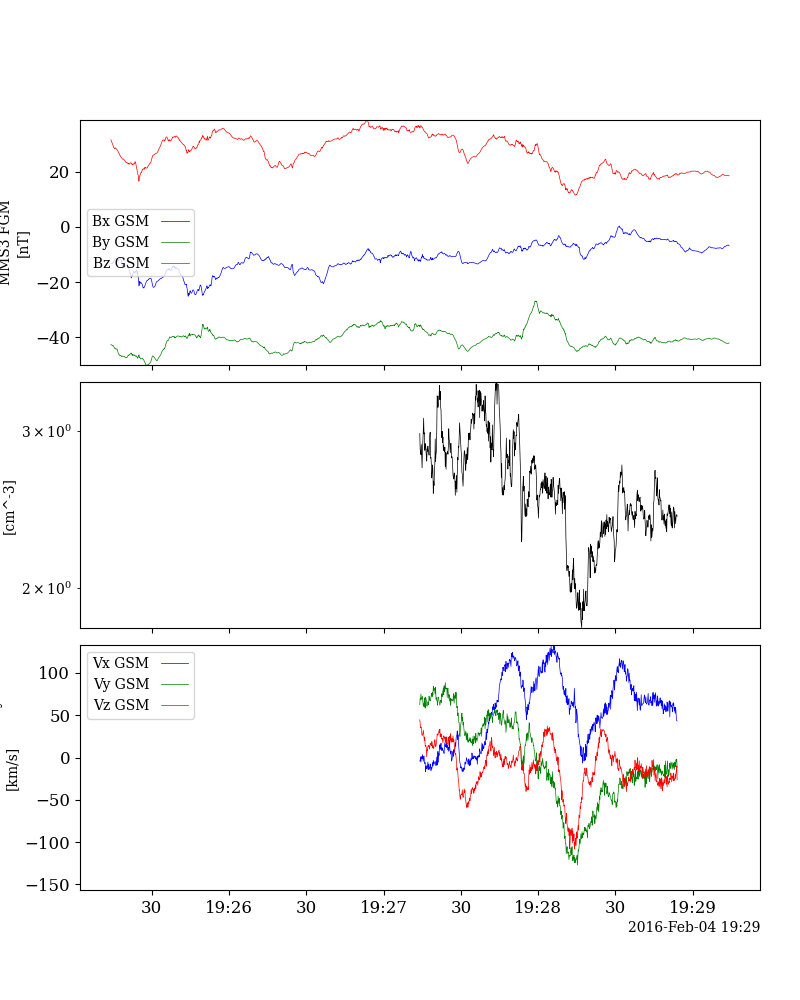 20
0
−20
−40
MMS3 FGM
[nT]
Bx GSM
By GSM
Bz GSM
3 × 10⁰
2 × 10⁰
[cm^-3]
100
50
0
−50
−100
−150
[km/s]
Vx GSM
Vy GSM
Vz GSM
30 19:26 30 19:27 30 19:28 30 19:29
2016-Feb-04 19:29